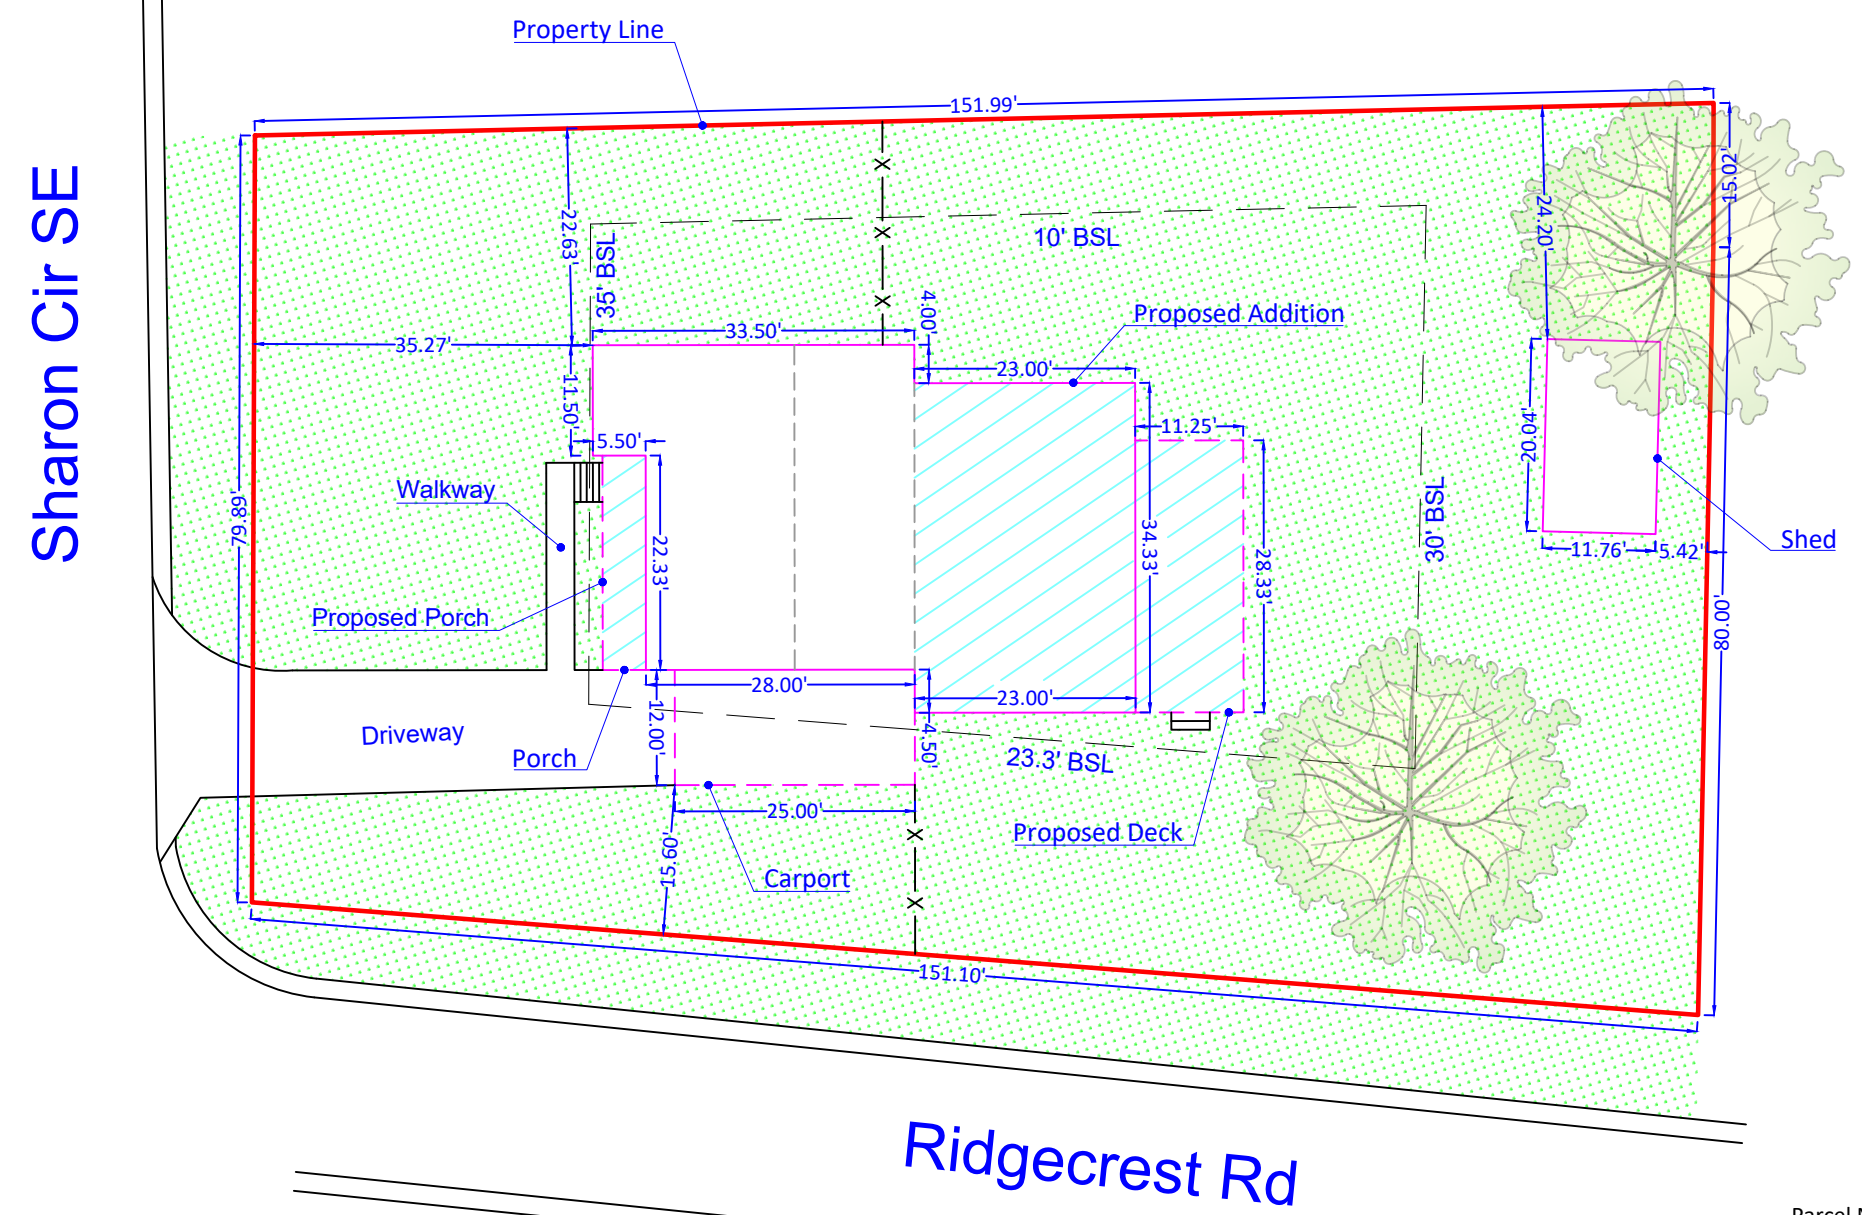 Property Line
151.99'
15.02'
Sharon Cir SE
22.63'
35' BSL
10' BSL
24.20'
4.00'
Proposed Addition
33.50'
35.27'
23.00'
11.50'
5.50'
11.25'
20.04'
Walkway
79.89'
22.33'
34.33'
28.33'
30' BSL
Shed
11.76'
5.42'
Proposed Porch
80.00'
28.00'
23.00'
Driveway
12.00'
4.50'
Porch
23.3' BSL
25.00'
Proposed Deck
15.60'
Carport
151.10'
Ridgecrest Rd